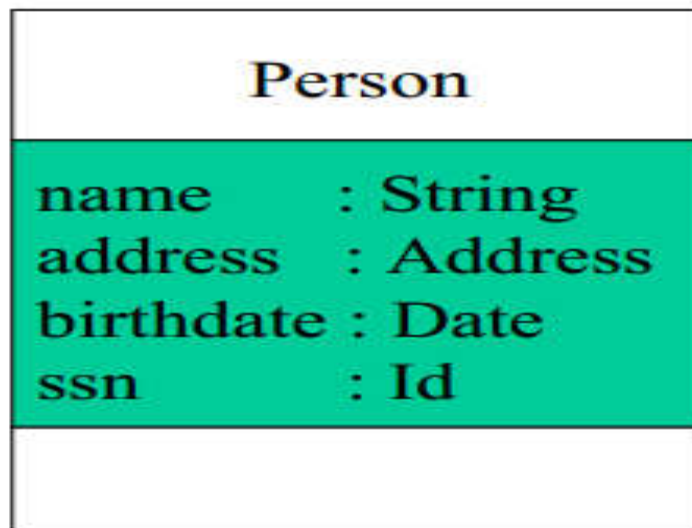 Person
name : String
address : Address
birthdate : Date
ssn : Id